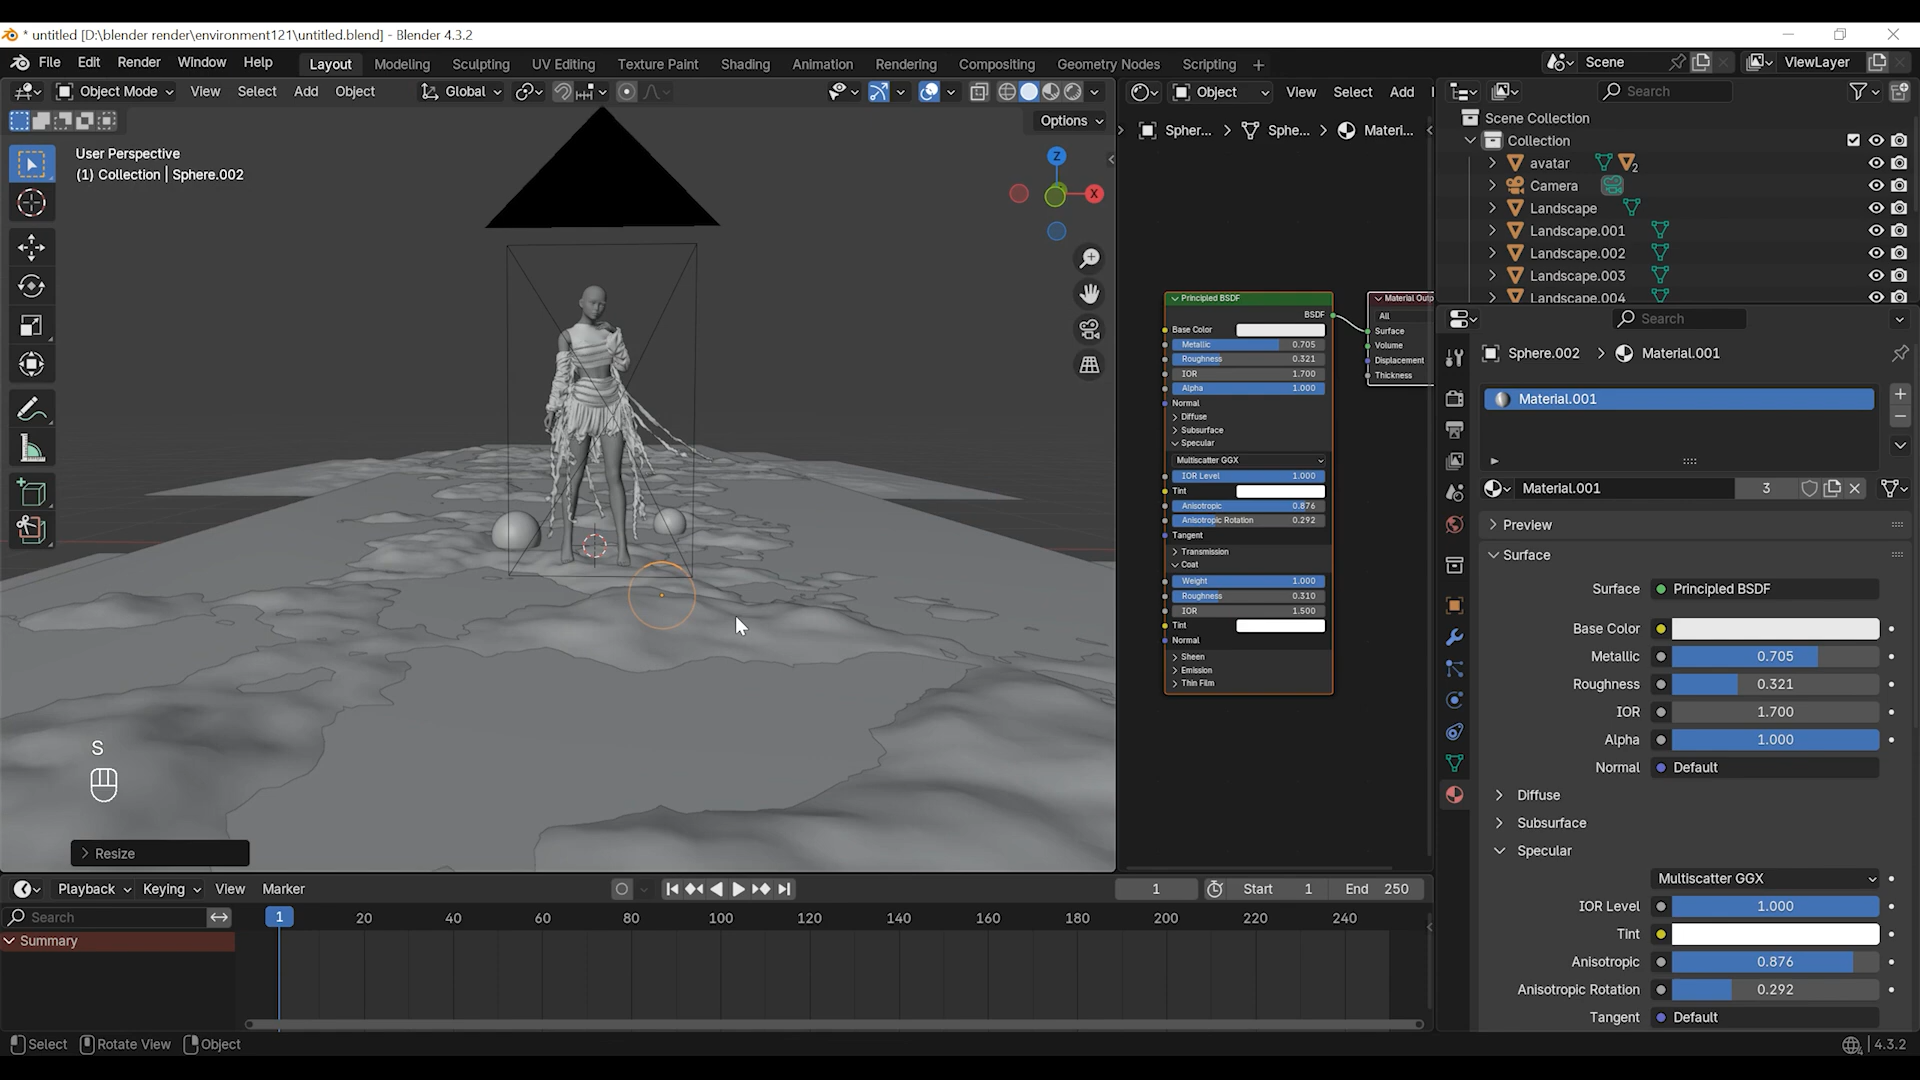 * untitled [D:\blender render\environment121\untitled.blend] - Blender 4.3.2
File Edit Render Window Help
Layout Modeling Sculpting UV Editing Texture Paint Shading Animation Rendering Compositing Geometry Nodes Scripting +
Scene ViewLayer
Object Mode View Select Add Object Global
Object View Select Add
Search
Options
User Perspective
(1) Collection | Sphere.002
Z
X
Spher... > Sphe... > Materi...
Scene Collection
Collection
avatar 2
Camera
Landscape
Landscape.001
Landscape.002
Landscape.003
Landscape.004
Search
Sphere.002 > Material.001
Material.001
Material.001 3
Preview
Surface
Surface Principled BSDF
Base Color
Metallic 0.705
Roughness 0.321
IOR 1.700
Alpha 1.000
Normal Default
Diffuse
Subsurface
Specular
Multiscatter GGX
IOR Level 1.000
Tint
Anisotropic 0.876
Anisotropic Rotation 0.292
Tangent Default
Principled BSDF
BSDF
Base Color
Metallic 0.705
Roughness 0.321
IOR 1.700
Alpha 1.000
Normal
Diffuse
Subsurface
Specular
Multiscatter GGX
IOR Level 1.000
Tint
Anisotropic 0.876
Anisotropic Rotation 0.292
Tangent
Transmission
Coat
Weight 1.000
Roughness 0.310
IOR 1.500
Tint
Normal
Sheen
Emission
Thin Film
Material Outp
All
Surface
Volume
Displacement
Thickness
S
Resize
Playback Keying View Marker
1 Start 1 End 250
Search
1 20 40 60 80 100 120 140 160 180 200 220 240
Summary
Select Rotate View Object
4.3.2